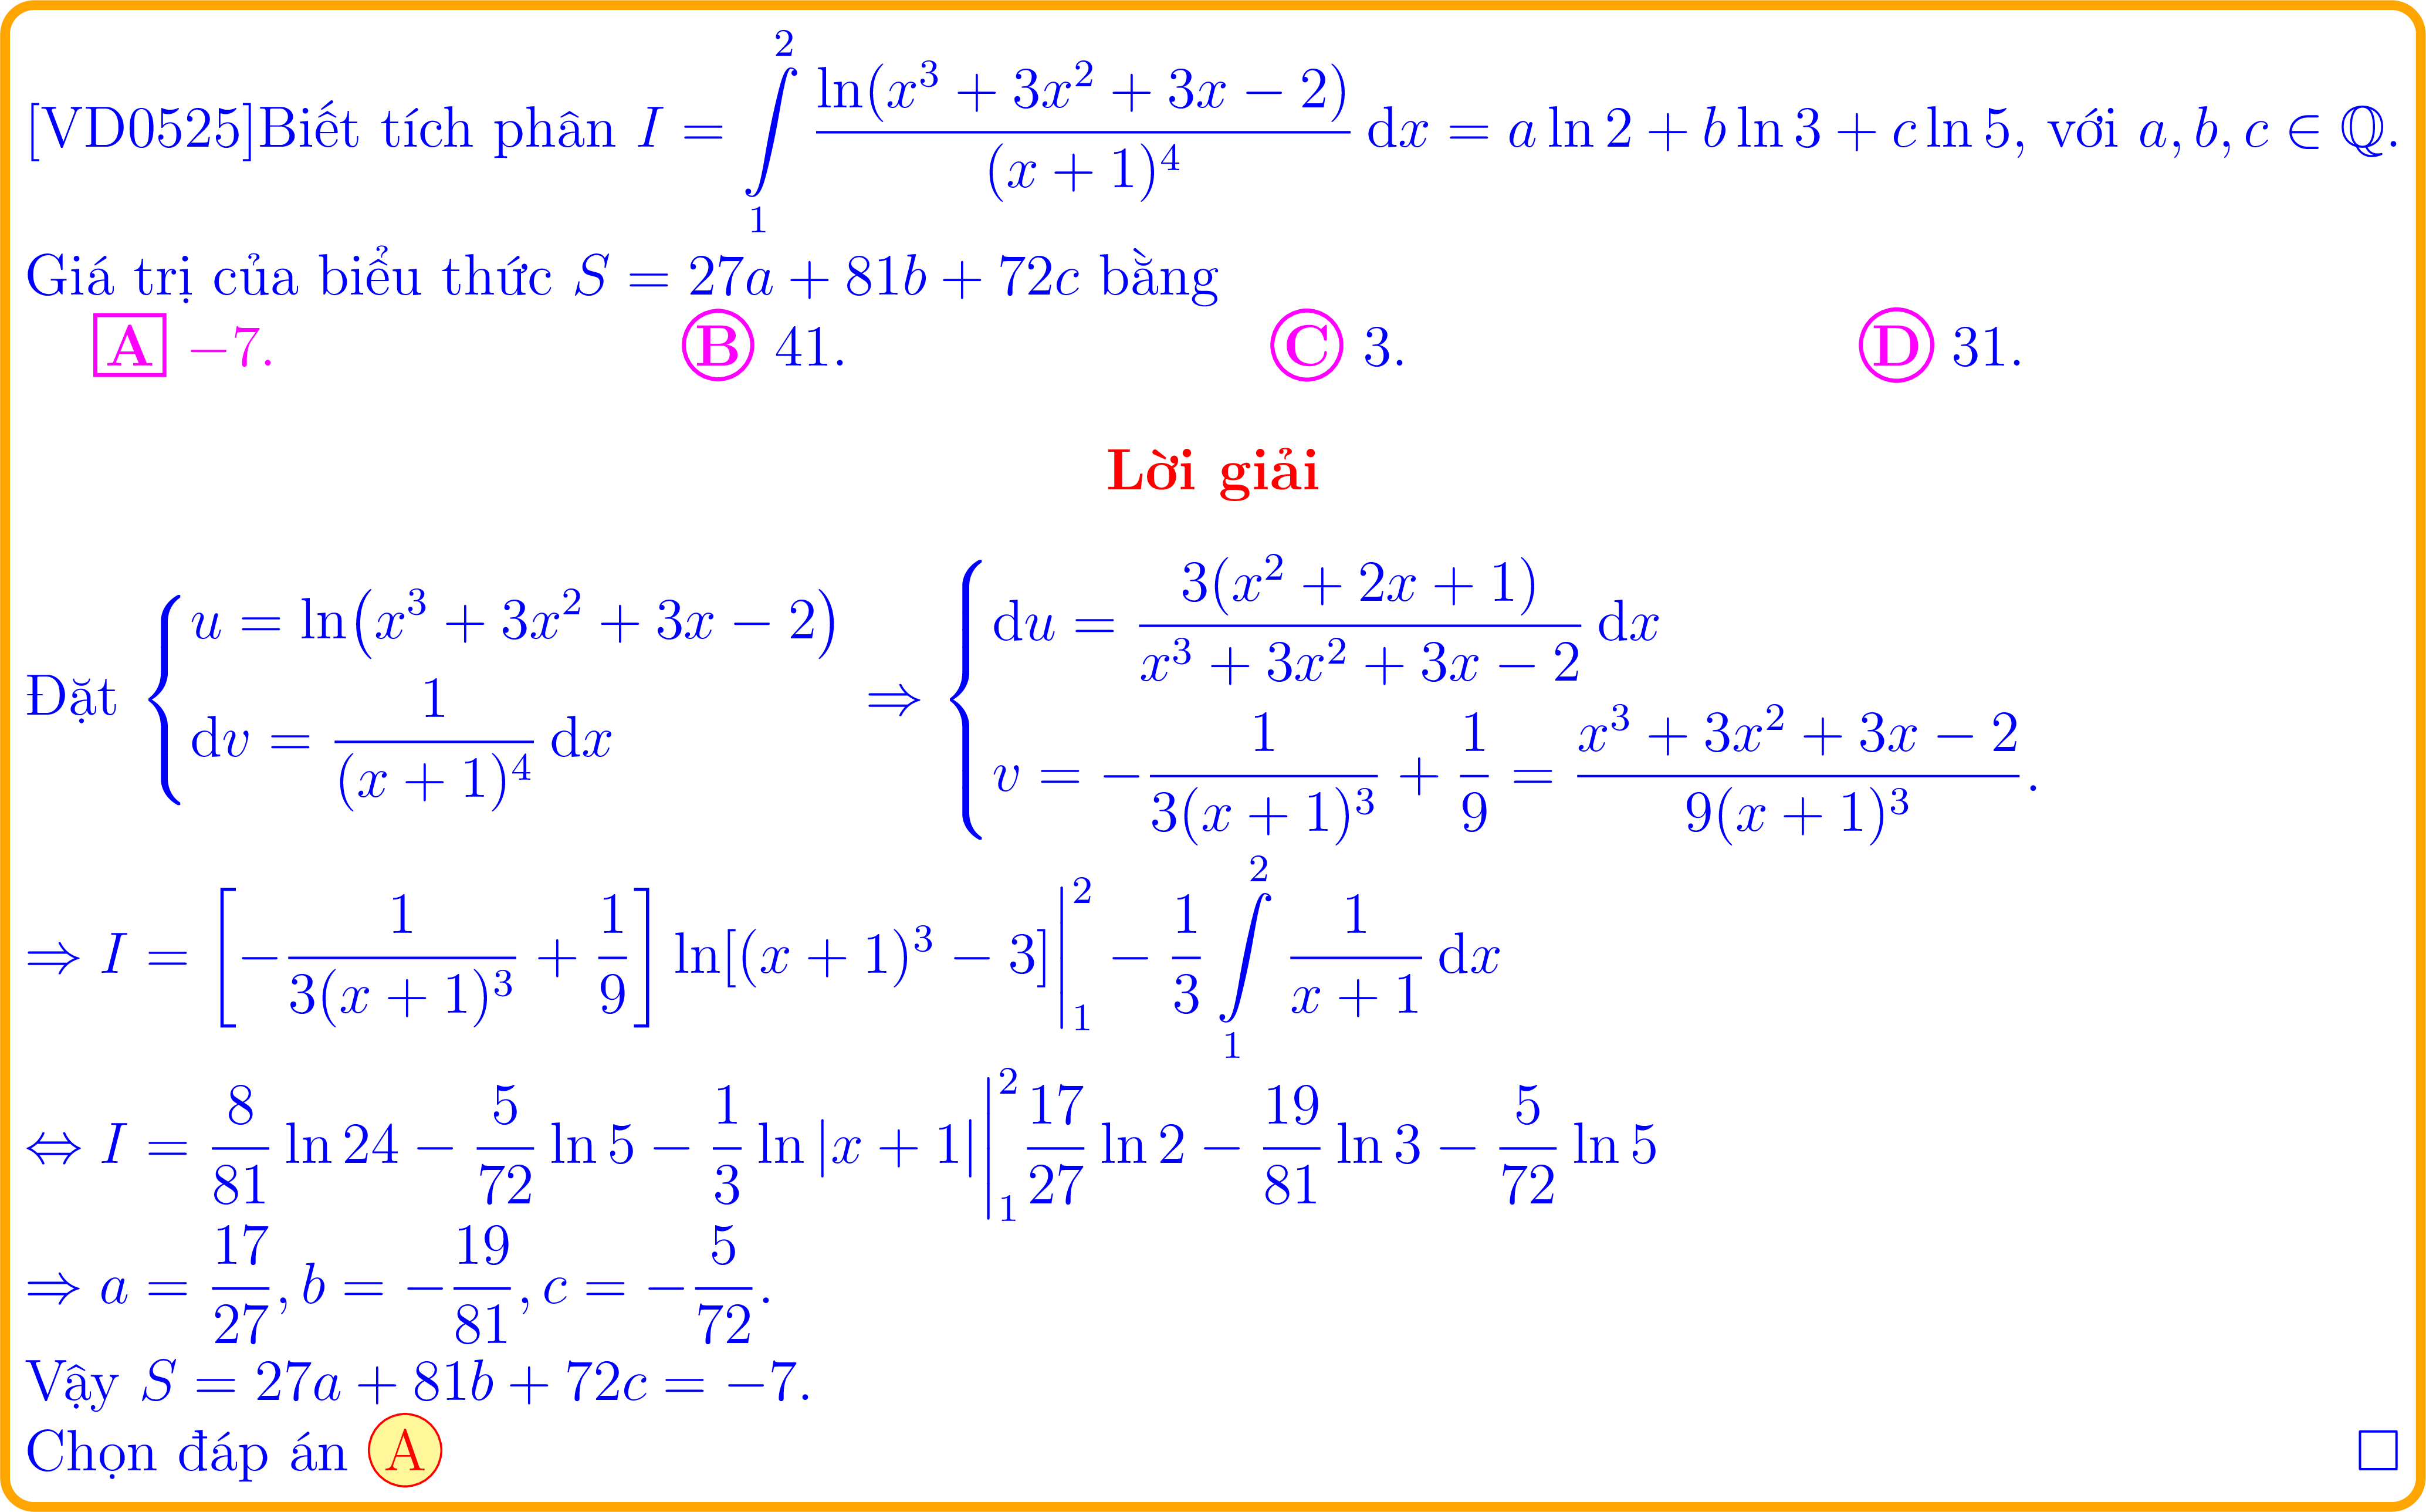 [VD0525]Biết tích phân $I = \int\limits_1^2 \frac{\ln(x^3 + 3x^2 + 3x - 2)}{(x + 1)^4} \, \mathrm{d}x = a \ln 2 + b \ln 3 + c \ln 5$, với $a, b, c \in \mathbb{Q}$.
Giá trị của biểu thức $S = 27a + 81b + 72c$ bằng
A $-7$. B $41$. C $3$. D $31$.
Lời giải
Đặt $\begin{cases} u = \ln(x^3 + 3x^2 + 3x - 2) \\ \mathrm{d}v = \frac{1}{(x + 1)^4} \, \mathrm{d}x \end{cases} \Rightarrow \begin{cases} \mathrm{d}u = \frac{3(x^2 + 2x + 1)}{x^3 + 3x^2 + 3x - 2} \, \mathrm{d}x \\ v = -\frac{1}{3(x + 1)^3} + \frac{1}{9} = \frac{x^3 + 3x^2 + 3x - 2}{9(x + 1)^3}. \end{cases}$
$\Rightarrow I = \left[ -\frac{1}{3(x + 1)^3} + \frac{1}{9} \right] \ln[(x + 1)^3 - 3] \Big|_1^2 - \frac{1}{3} \int\limits_1^2 \frac{1}{x + 1} \, \mathrm{d}x$
$\Leftrightarrow I = \frac{8}{81} \ln 24 - \frac{5}{72} \ln 5 - \frac{1}{3} \ln |x + 1| \Big|_1^2 \frac{17}{27} \ln 2 - \frac{19}{81} \ln 3 - \frac{5}{72} \ln 5$
$\Rightarrow a = \frac{17}{27}, b = -\frac{19}{81}, c = -\frac{5}{72}.$
Vậy $S = 27a + 81b + 72c = -7$.
Chọn đáp án A □